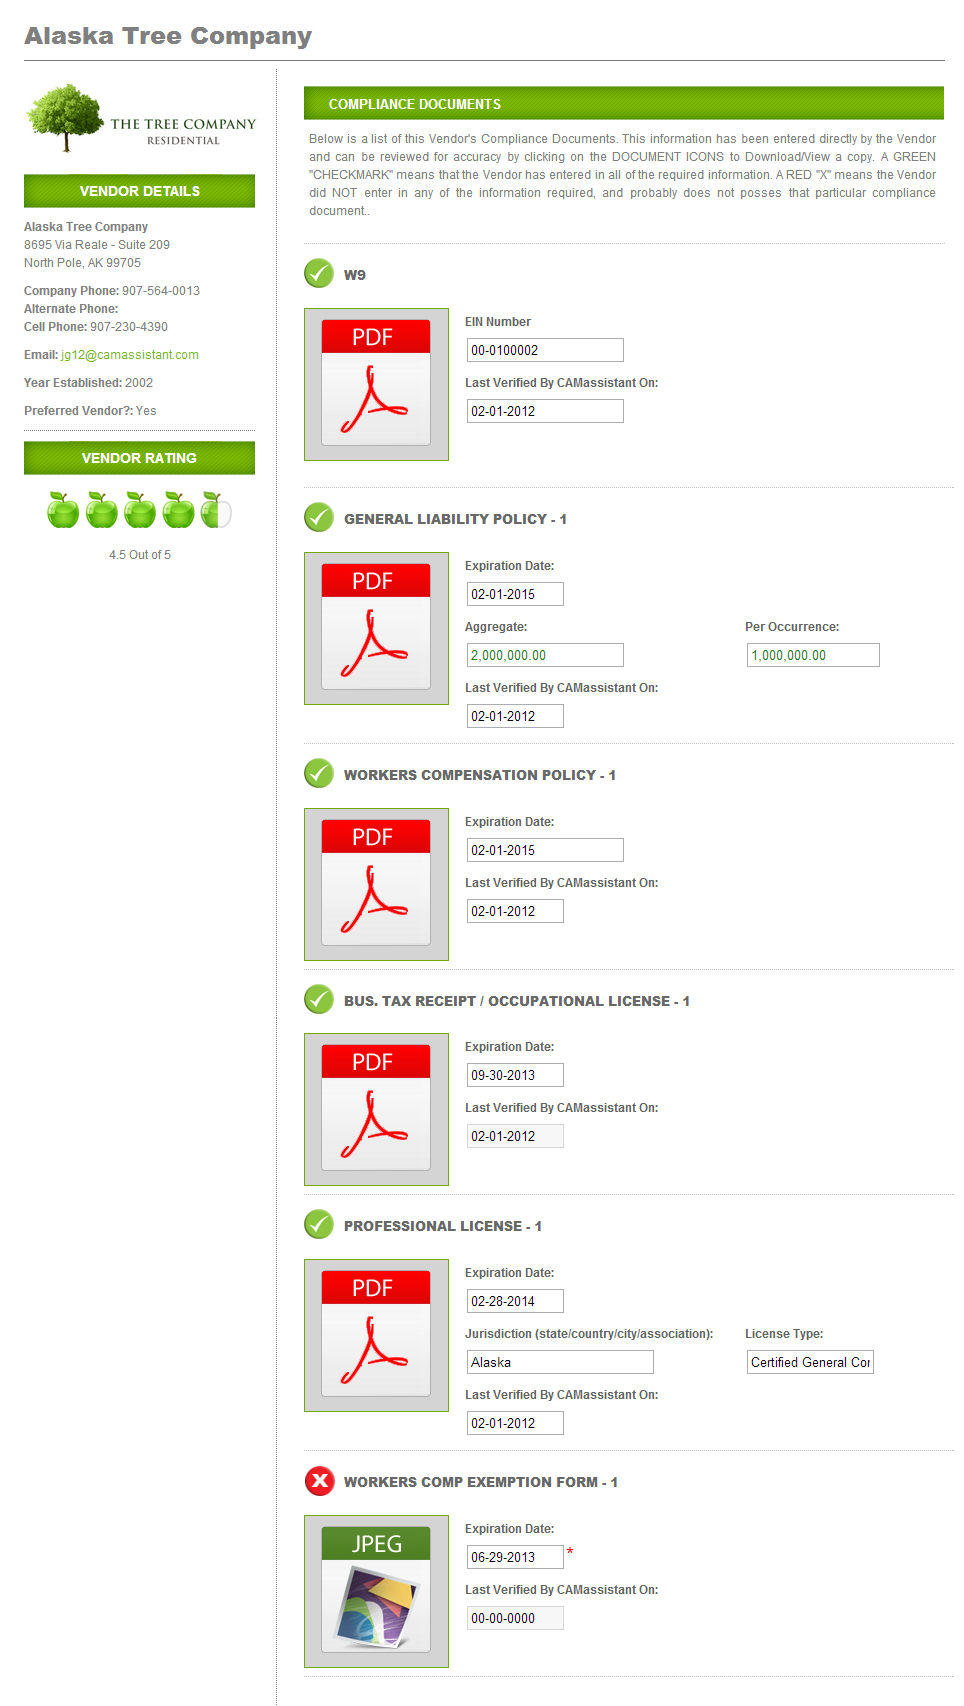 Alaska Tree Company
THE TREE COMPANY
RESIDENTIAL
VENDOR DETAILS
Alaska Tree Company
8695 Via Reale - Suite 209
North Pole, AK 99705
Company Phone: 907-564-0013
Alternate Phone:
Cell Phone: 907-230-4390
Email: jg12@camassistant.com
Year Established: 2002
Preferred Vendor?: Yes
VENDOR RATING
4.5 Out of 5
COMPLIANCE DOCUMENTS
Below is a list of this Vendor's Compliance Documents. This information has been entered directly by the Vendor
and can be reviewed for accuracy by clicking on the DOCUMENT ICONS to Download/View a copy. A GREEN
"CHECKMARK" means that the Vendor has entered in all of the required information. A RED "X" means the Vendor
did NOT enter in any of the information required, and probably does not posses that particular compliance
document..
W9
PDF
EIN Number
00-0100002
Last Verified By CAMassistant On:
02-01-2012
GENERAL LIABILITY POLICY - 1
PDF
Expiration Date:
02-01-2015
Aggregate: Per Occurrence:
2,000,000.00 1,000,000.00
Last Verified By CAMassistant On:
02-01-2012
WORKERS COMPENSATION POLICY - 1
PDF
Expiration Date:
02-01-2015
Last Verified By CAMassistant On:
02-01-2012
BUS. TAX RECEIPT / OCCUPATIONAL LICENSE - 1
PDF
Expiration Date:
09-30-2013
Last Verified By CAMassistant On:
02-01-2012
PROFESSIONAL LICENSE - 1
PDF
Expiration Date:
02-28-2014
Jurisdiction (state/country/city/association): License Type:
Alaska Certified General Cor
Last Verified By CAMassistant On:
02-01-2012
WORKERS COMP EXEMPTION FORM - 1
JPEG
Expiration Date:
06-29-2013 *
Last Verified By CAMassistant On:
00-00-0000